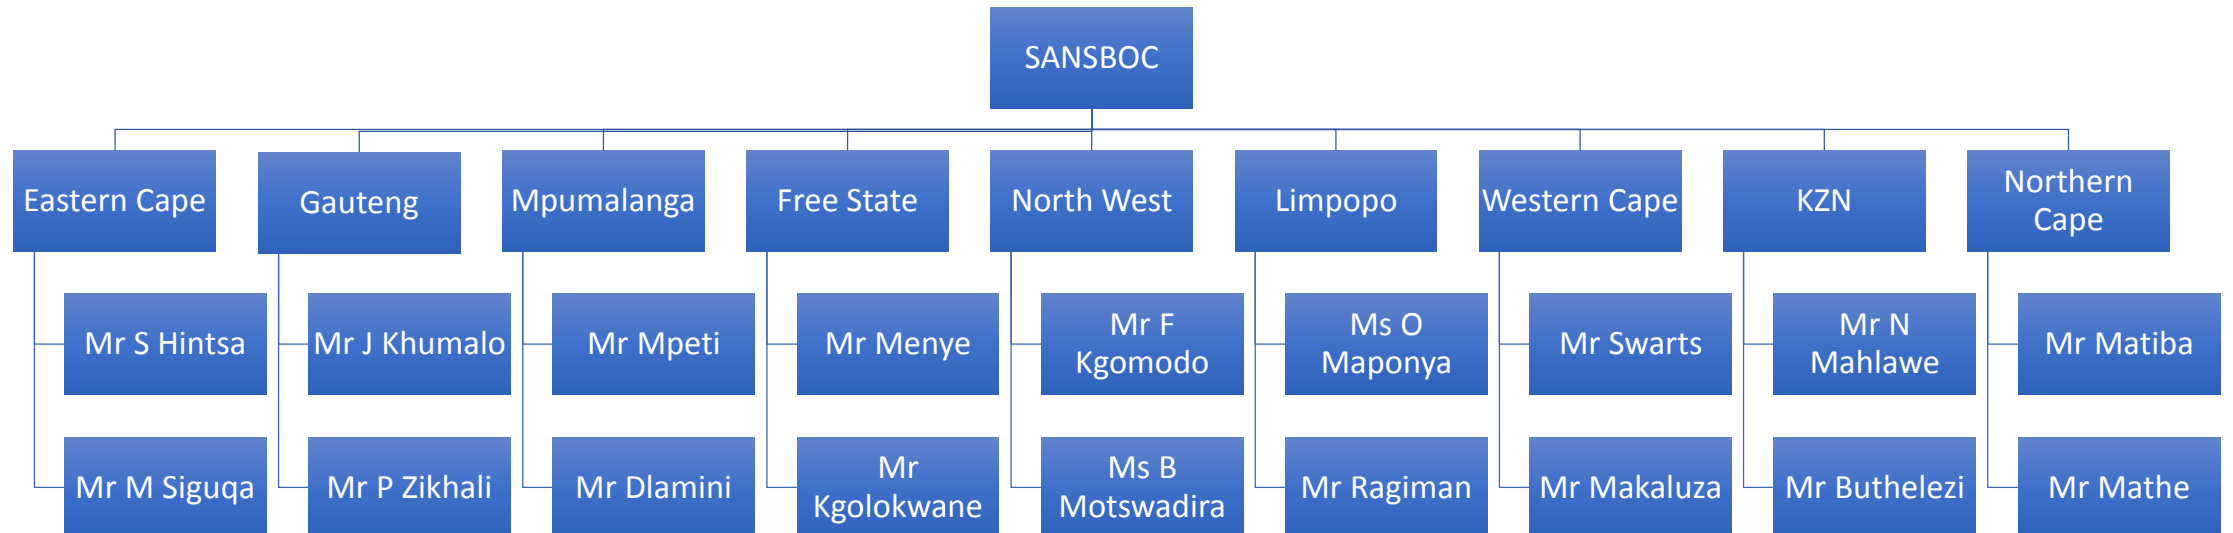 SANSBOC
Eastern Cape
Gauteng
Mpumalanga
Free State
North West
Limpopo
Western Cape
KZN
Northern
Cape
Mr S Hintsa
Mr J Khumalo
Mr Mpeti
Mr Menye
Mr F
Kgomodo
Ms O
Maponya
Mr Swarts
Mr N
Mahlawe
Mr Matiba
Mr M Siguqa
Mr P Zikhali
Mr Dlamini
Mr
Kgolokwane
Ms B
Motswadira
Mr Ragiman
Mr Makaluza
Mr Buthelezi
Mr Mathe